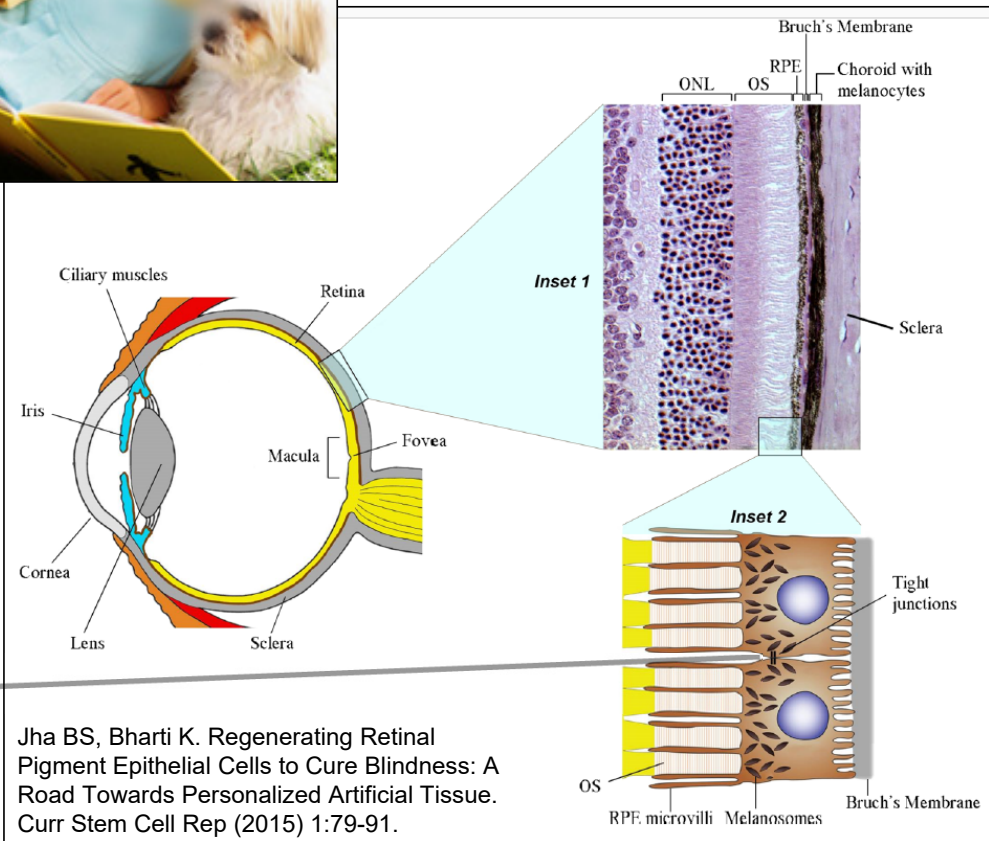 Bruch's Membrane
RPE
ONL
OS
Choroid with
melanocytes
Inset 1
Sclera
Ciliary muscles
Retina
Iris
Macula
Fovea
Cornea
Lens
Sclera
Inset 2
Tight
junctions
OS
RPE microvilli
Melanosomes
Bruch's Membrane
Jha BS, Bharti K. Regenerating Retinal
Pigment Epithelial Cells to Cure Blindness: A
Road Towards Personalized Artificial Tissue.
Curr Stem Cell Rep (2015) 1:79-91.